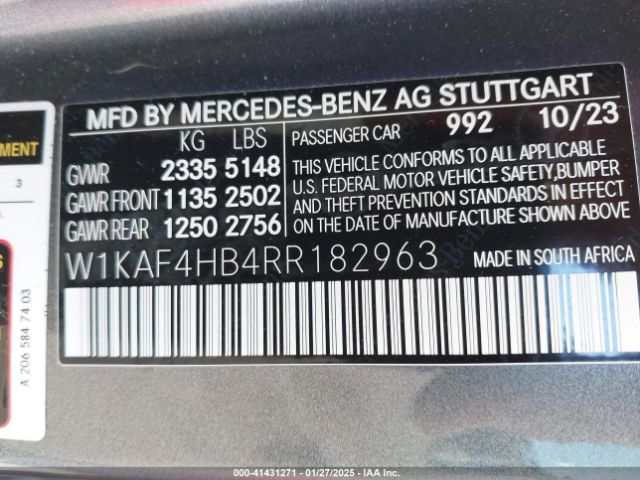 MFD BY MERCEDES-BENZ AG STUTTGART
KG LBS
PASSENGER CAR 992 10/23
GVWR 2335 5148
GAWR FRONT 1135 2502
GAWR REAR 1250 2756
THIS VEHICLE CONFORMS TO ALL APPLICABLE
U.S. FEDERAL MOTOR VEHICLE SAFETY,BUMPER
AND THEFT PREVENTION STANDARDS IN EFFECT
ON THE DATE OF MANUFACTURE SHOWN ABOVE
W1KAF4HB4RR182963
MADE IN SOUTH AFRICA
3
A 206 584 74 03
000-41431271 | 01/27/2025 | IAA Inc.